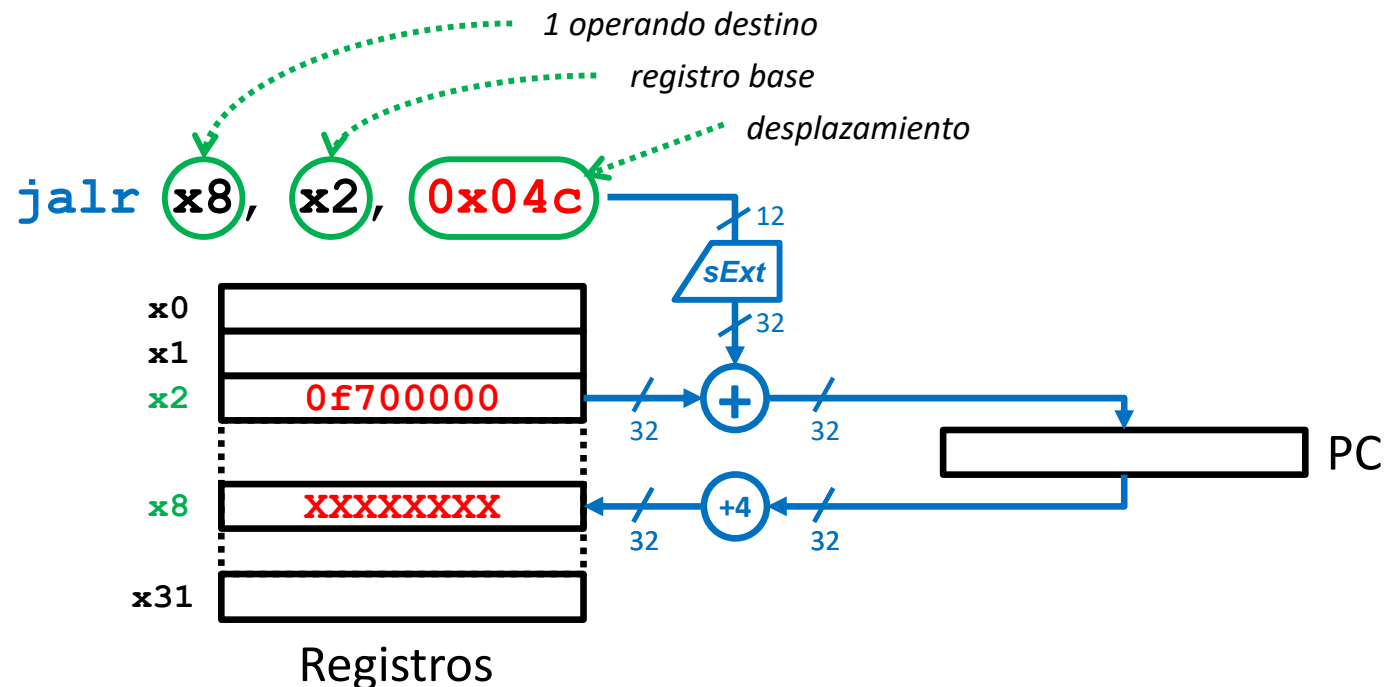 1 operando destino
registro base
desplazamiento
jalr x8, x2, 0x04c
12
sExt
x0
32
x1
x2 0f700000 + 
32 32
PC
x8 XXXXXXXX +4
32 32
x31
Registros